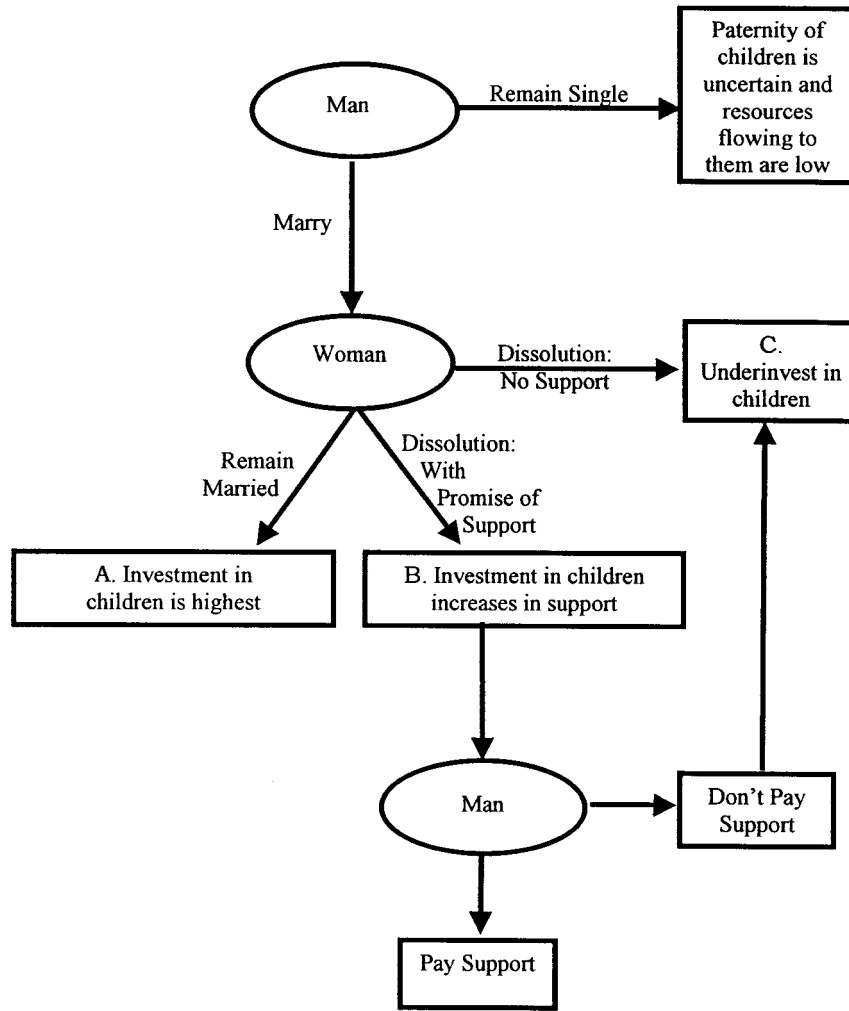 Man
Remain Single
Paternity of
children is
uncertain and
resources
flowing to
them are low
Marry
Woman
Dissolution:
No Support
C.
Underinvest in
children
Remain
Married
Dissolution:
With
Promise of
Support
A. Investment in
children is highest
B. Investment in children
increases in support
Man
Don't Pay
Support
Pay Support